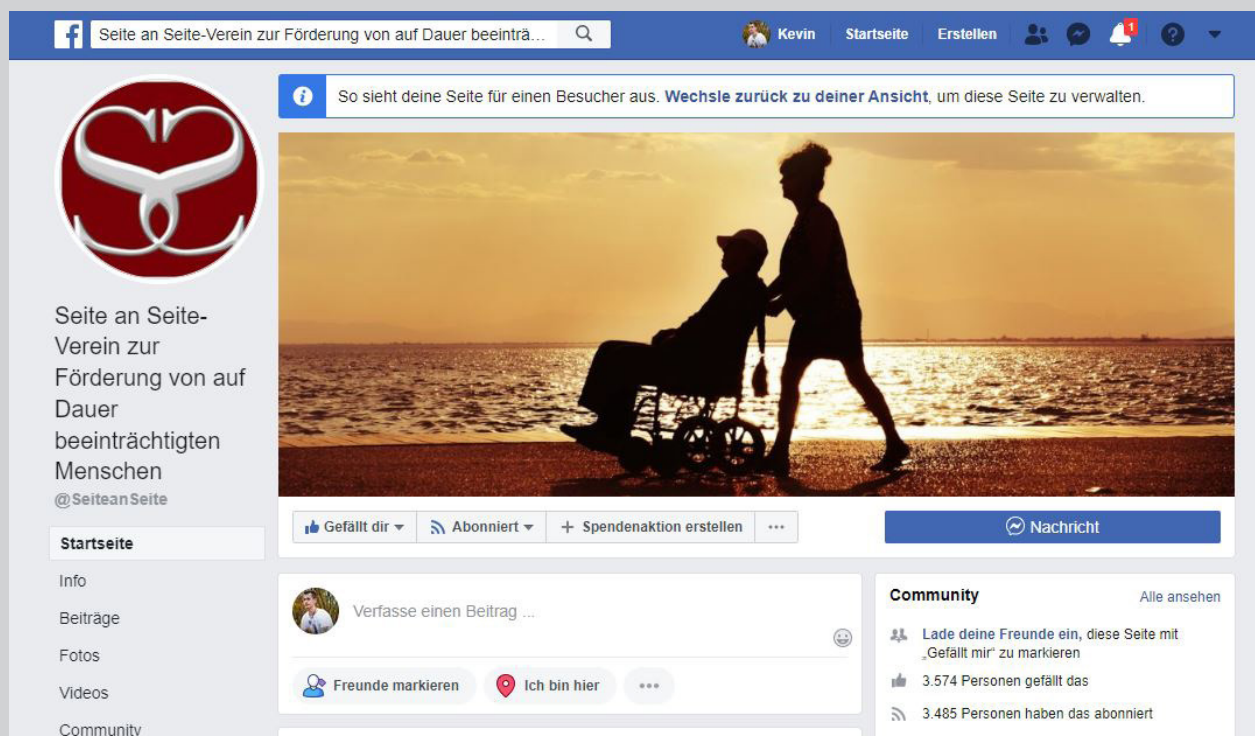 Seite an Seite-Verein zur Förderung von auf Dauer beeinträ...
Kevin
Startseite
Erstellen
1
So sieht deine Seite für einen Besucher aus. Wechsle zurück zu deiner Ansicht, um diese Seite zu verwalten.
Seite an Seite-
Verein zur
Förderung von auf
Dauer
beeinträchtigten
Menschen
@SeiteanSeite
Startseite
Info
Beiträge
Fotos
Videos
Community
Gefällt dir
Abonniert
+ Spendenaktion erstellen
...
Nachricht
Verfasse einen Beitrag ...
Freunde markieren
Ich bin hier
...
Community
Alle ansehen
Lade deine Freunde ein, diese Seite mit
„Gefällt mir“ zu markieren
3.574 Personen gefällt das
3.485 Personen haben das abonniert